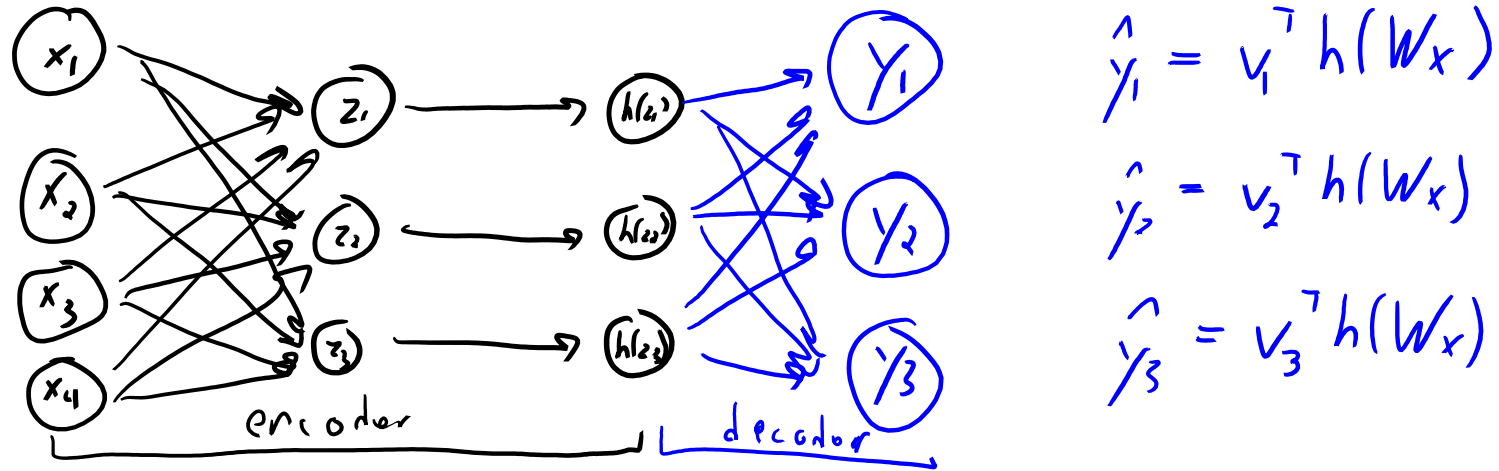 x₁ z₁ h(z₁) y₁ ŷ₁ = v₁ᵀ h(Wx)
x₂ z₂ h(z₂) y₂ ŷ₂ = v₂ᵀ h(Wx)
x₃ z₃ h(z₃) y₃ ŷ₃ = v₃ᵀ h(Wx)
x₄
encoder decoder